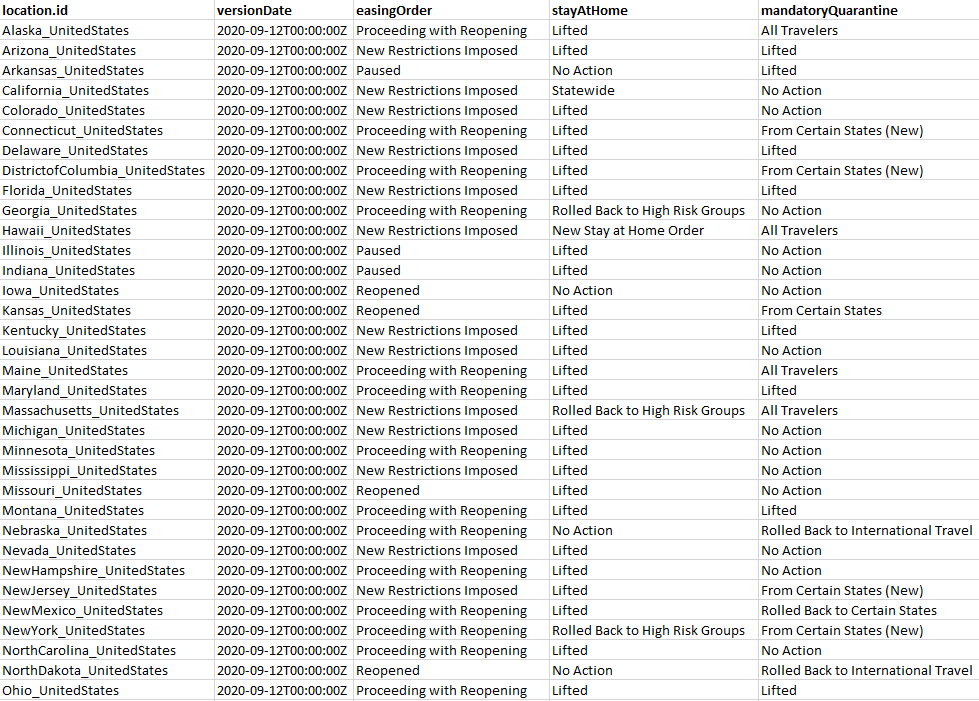 location.id versionDate easingOrder stayAtHome mandatoryQuarantine
Alaska_UnitedStates 2020-09-12T00:00:00Z Proceeding with Reopening Lifted All Travelers
Arizona_UnitedStates 2020-09-12T00:00:00Z New Restrictions Imposed Lifted Lifted
Arkansas_UnitedStates 2020-09-12T00:00:00Z Paused No Action Lifted
California_UnitedStates 2020-09-12T00:00:00Z New Restrictions Imposed Statewide No Action
Colorado_UnitedStates 2020-09-12T00:00:00Z New Restrictions Imposed Lifted No Action
Connecticut_UnitedStates 2020-09-12T00:00:00Z Proceeding with Reopening Lifted From Certain States (New)
Delaware_UnitedStates 2020-09-12T00:00:00Z New Restrictions Imposed Lifted Lifted
DistrictofColumbia_UnitedStates 2020-09-12T00:00:00Z Proceeding with Reopening Lifted From Certain States (New)
Florida_UnitedStates 2020-09-12T00:00:00Z New Restrictions Imposed Lifted Lifted
Georgia_UnitedStates 2020-09-12T00:00:00Z Proceeding with Reopening Rolled Back to High Risk Groups No Action
Hawaii_UnitedStates 2020-09-12T00:00:00Z New Restrictions Imposed New Stay at Home Order All Travelers
Illinois_UnitedStates 2020-09-12T00:00:00Z Paused Lifted No Action
Indiana_UnitedStates 2020-09-12T00:00:00Z Paused Lifted No Action
Iowa_UnitedStates 2020-09-12T00:00:00Z Reopened No Action No Action
Kansas_UnitedStates 2020-09-12T00:00:00Z Reopened Lifted From Certain States
Kentucky_UnitedStates 2020-09-12T00:00:00Z New Restrictions Imposed Lifted Lifted
Louisiana_UnitedStates 2020-09-12T00:00:00Z New Restrictions Imposed Lifted No Action
Maine_UnitedStates 2020-09-12T00:00:00Z Proceeding with Reopening Lifted All Travelers
Maryland_UnitedStates 2020-09-12T00:00:00Z Proceeding with Reopening Lifted Lifted
Massachusetts_UnitedStates 2020-09-12T00:00:00Z New Restrictions Imposed Rolled Back to High Risk Groups All Travelers
Michigan_UnitedStates 2020-09-12T00:00:00Z New Restrictions Imposed Lifted No Action
Minnesota_UnitedStates 2020-09-12T00:00:00Z Proceeding with Reopening Lifted No Action
Mississippi_UnitedStates 2020-09-12T00:00:00Z New Restrictions Imposed Lifted No Action
Missouri_UnitedStates 2020-09-12T00:00:00Z Reopened Lifted No Action
Montana_UnitedStates 2020-09-12T00:00:00Z Proceeding with Reopening Lifted Lifted
Nebraska_UnitedStates 2020-09-12T00:00:00Z Proceeding with Reopening No Action Rolled Back to International Travel
Nevada_UnitedStates 2020-09-12T00:00:00Z New Restrictions Imposed Lifted No Action
NewHampshire_UnitedStates 2020-09-12T00:00:00Z Proceeding with Reopening Lifted No Action
NewJersey_UnitedStates 2020-09-12T00:00:00Z New Restrictions Imposed Lifted From Certain States (New)
NewMexico_UnitedStates 2020-09-12T00:00:00Z Proceeding with Reopening Lifted Rolled Back to Certain States
NewYork_UnitedStates 2020-09-12T00:00:00Z Proceeding with Reopening Rolled Back to High Risk Groups From Certain States (New)
NorthCarolina_UnitedStates 2020-09-12T00:00:00Z Proceeding with Reopening Lifted No Action
NorthDakota_UnitedStates 2020-09-12T00:00:00Z Reopened No Action Rolled Back to International Travel
Ohio_UnitedStates 2020-09-12T00:00:00Z Proceeding with Reopening Lifted Lifted